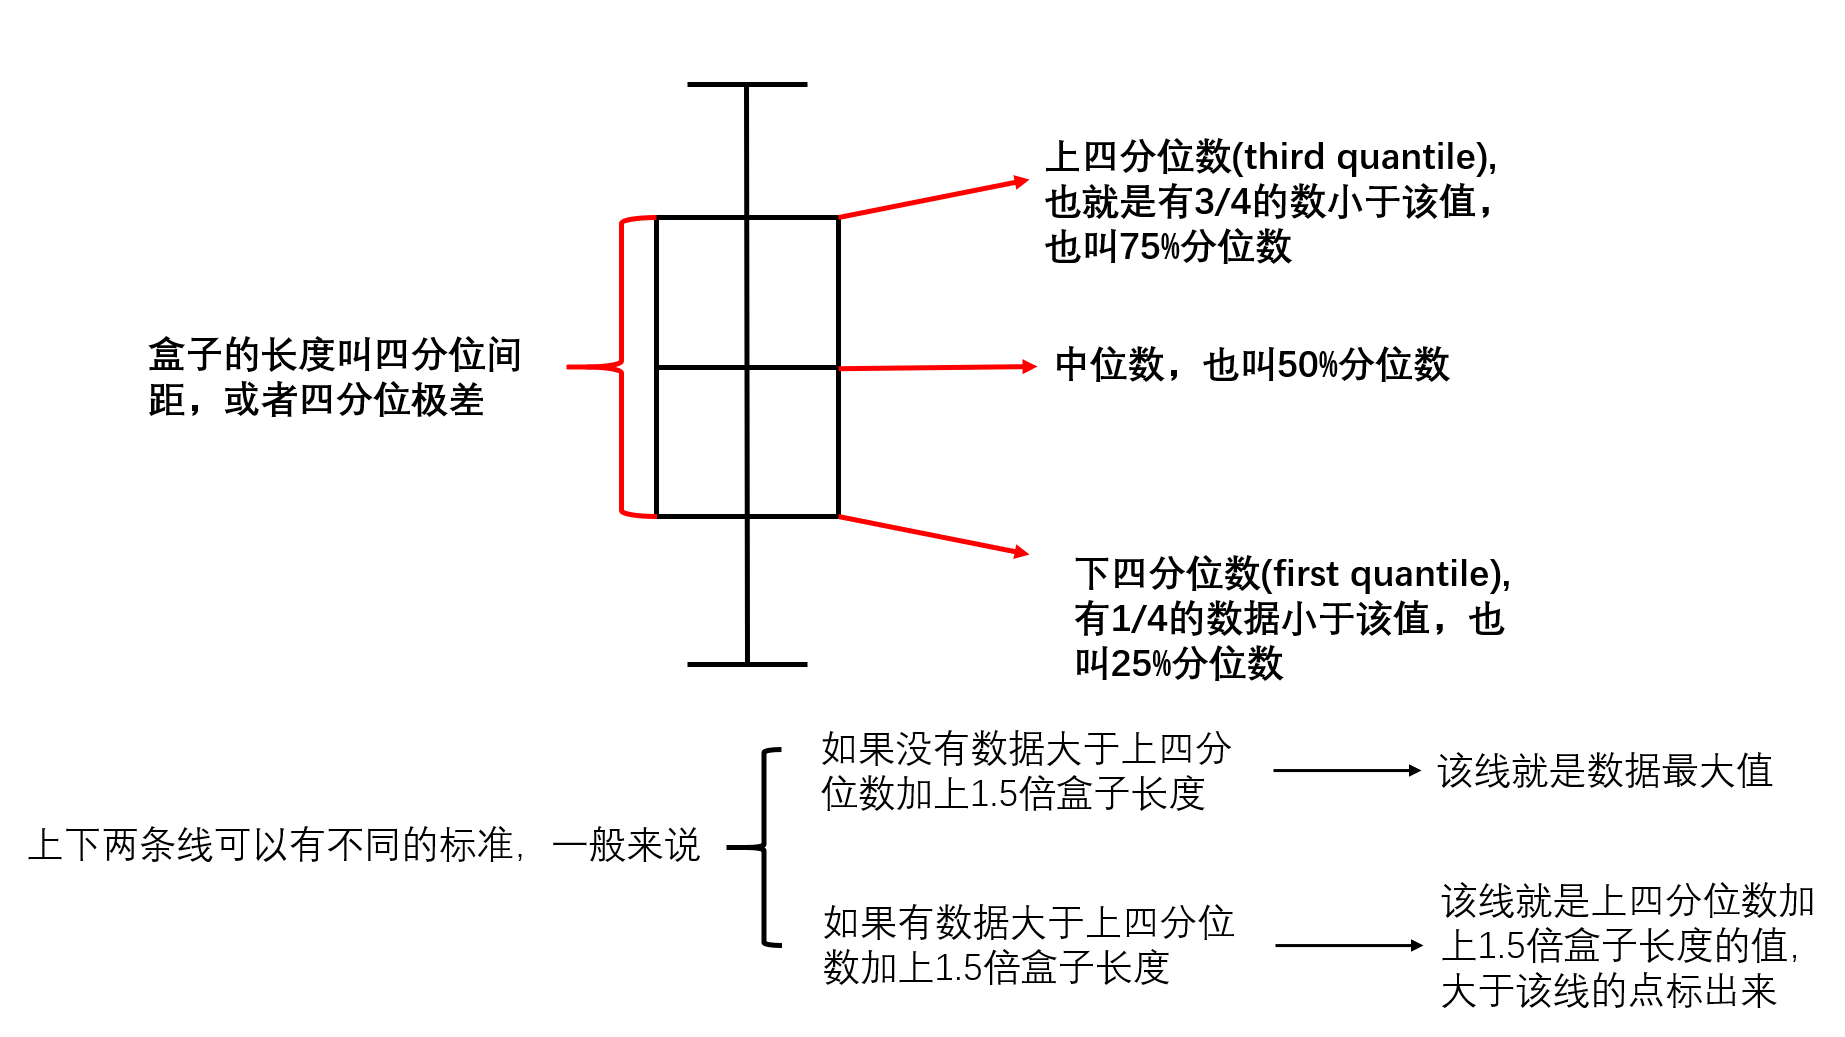 上四分位数(third quantile),
也就是有3/4的数小于该值，
也叫75%分位数
盒子的长度叫四分位间
距，或者四分位极差
中位数，也叫50%分位数
下四分位数(first quantile),
有1/4的数据小于该值，也
叫25%分位数
上下两条线可以有不同的标准，一般来说
如果没有数据大于上四分
位数加上1.5倍盒子长度
该线就是数据最大值
如果有数据大于上四分位
数加上1.5倍盒子长度
该线就是上四分位数加
上1.5倍盒子长度的值,
大于该线的点标出来